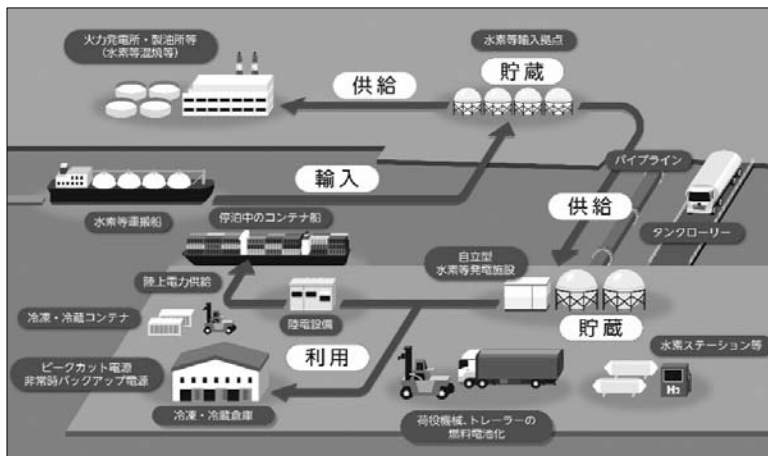 火力発電所・製油所等
(水素等混焼等)
水素等輸入拠点
貯蔵
供給
パイプライン
輸入
水素等運搬船
停泊中のコンテナ船
供給
タンクローリー
自立型
水素等発電施設
陸上電力供給
冷凍・冷蔵コンテナ
陸電設備
貯蔵
利用
水素ステーション等
ピークカット電源
非常時バックアップ電源
H2
冷凍・冷蔵倉庫
荷役機械、トレーラーの
燃料電池化